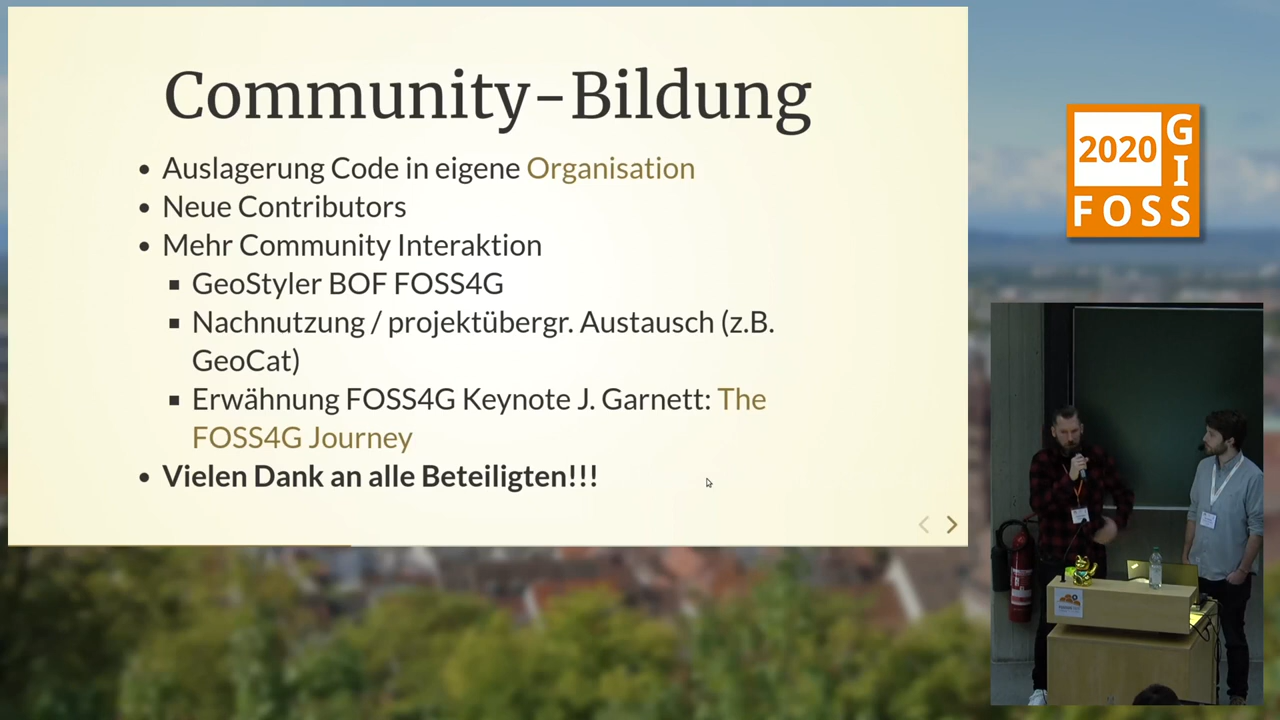 Community-Bildung
Auslagerung Code in eigene Organisation
Neue Contributors
Mehr Community Interaktion
GeoStyler BOF FOSS4G
Nachnutzung / projektübergr. Austausch (z.B.
GeoCat)
Erwähnung FOSS4G Keynote J. Garnett: The
FOSS4G Journey
Vielen Dank an alle Beteiligten!!!
2020 G
I
FOSS